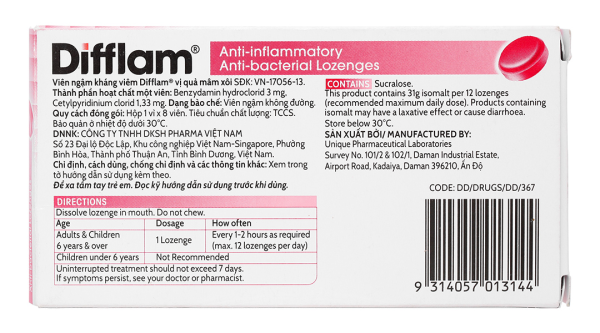 Difflam®
Anti-inflammatory
Anti-bacterial Lozenges
Viên ngậm kháng viêm Difflam® vị quả mâm xôi SĐK: VN-17056-13.
Thành phần hoạt chất một viên: Benzydamin hydroclorid 3 mg,
Cetylpyridinium clorid 1,33 mg. Dạng bào chế: Viên ngậm không đường.
Quy cách đóng gói: Hộp 1 vỉ x 8 viên. Tiêu chuẩn chất lượng: TCCS.
Bảo quản ở nhiệt độ dưới 30°C.
DNNK: CÔNG TY TNHH DKSH PHARMA VIỆT NAM
Số 23 Đại lộ Độc Lập, Khu công nghiệp Việt Nam-Singapore, Phường
Bình Hòa, Thành phố Thuận An, Tỉnh Bình Dương, Việt Nam.
Chỉ định, cách dùng, chống chỉ định và các thông tin khác: Xem trong
tờ hướng dẫn sử dụng kèm theo.
Để xa tầm tay trẻ em. Đọc kỹ hướng dẫn sử dụng trước khi dùng.
CONTAINS Sucralose.
This product contains 31g isomalt per 12 lozenges
(recommended maximum daily dose). Products containing
isomalt may have a laxative effect or cause diarrhoea.
Store below 30°C.
SẢN XUẤT BỞI/ MANUFACTURED BY:
Unique Pharmaceutical Laboratories
Survey No. 101/2 & 102/1, Daman Industrial Estate,
Airport Road, Kadaiya, Daman 396210, Ấn Độ
CODE: DD/DRUGS/DD/367
DIRECTIONS
Dissolve lozenge in mouth. Do not chew.
Age Dosage How often
Adults & Children
6 years & over
1 Lozenge
Every 1-2 hours as required
(max. 12 lozenges per day)
Children under 6 years Not Recommended
Uninterrupted treatment should not exceed 7 days.
If symptoms persist, see your doctor or pharmacist.
9 314057 013144